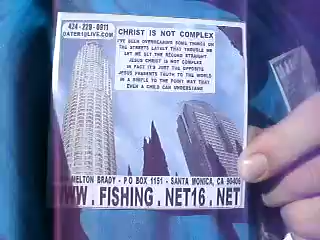 424-229-0911
GATER1@LIVE.COM
CHRIST IS NOT COMPLEX
I'VE BEEN OVERHEARING SOME THINGS ON
THE STREETS LATELY THAT TROUBLE ME
LET ME SET THE RECORD STRAIGHT
JESUS CHRIST IS NOT COMPLEX
IN FACT IT'S JUST THE OPPOSITE
JESUS PRESENTS TRUTH TO THE WORLD
IN A SIMPLE TO THE POINT WAY THAT
EVEN A CHILD CAN UNDERSTAND
MELTON BRADY - PO BOX 1151 - SANTA MONICA, CA 90406
WWW.FISHING.NET16.NET